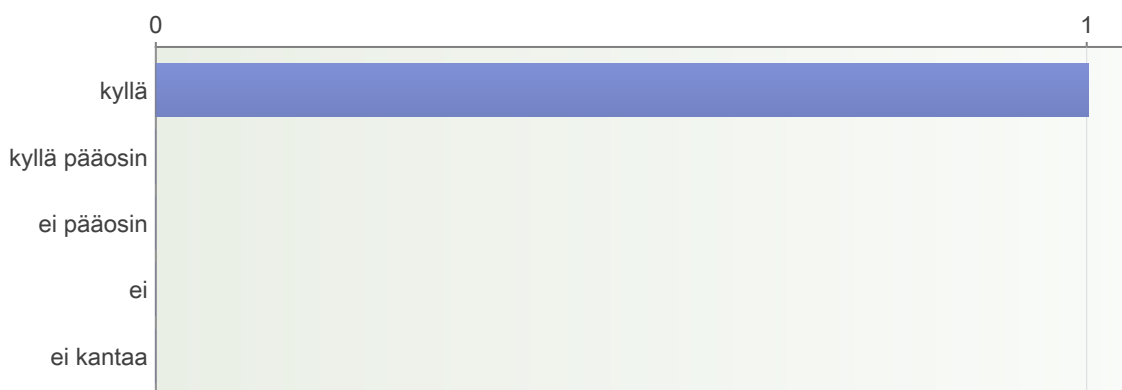 0 1
kyllä
kyllä pääosin
ei pääosin
ei
ei kantaa